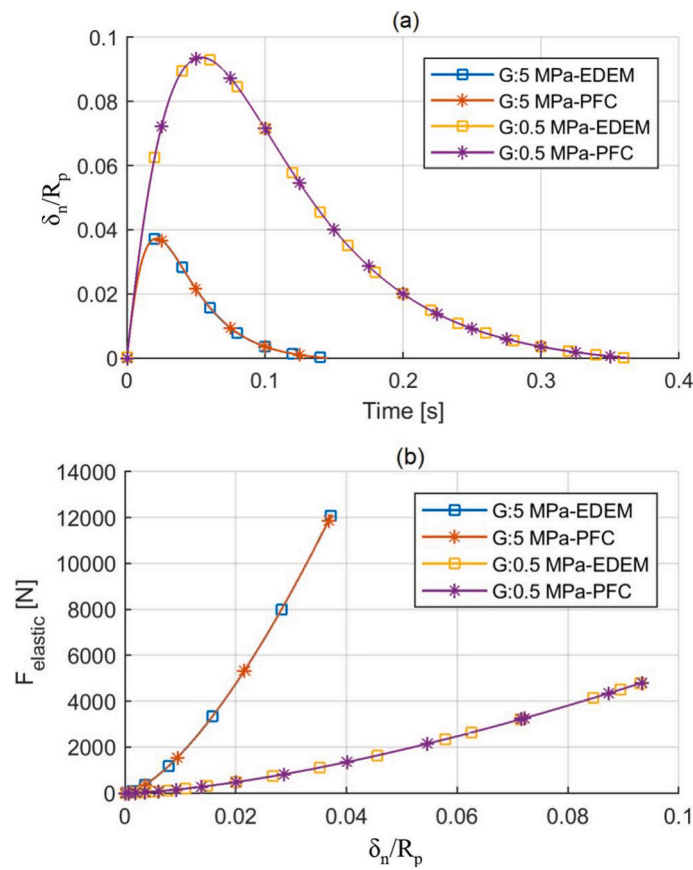 (a)
0.1
0.08
0.06
0.04
0.02
0
δn/Rp
G:5 MPa-EDEM
G:5 MPa-PFC
G:0.5 MPa-EDEM
G:0.5 MPa-PFC
0 0.1 0.2 0.3 0.4
Time [s]
(b)
14000
12000
10000
8000
6000
4000
2000
0
Felastic [N]
G:5 MPa-EDEM
G:5 MPa-PFC
G:0.5 MPa-EDEM
G:0.5 MPa-PFC
0 0.02 0.04 0.06 0.08 0.1
δn/Rp